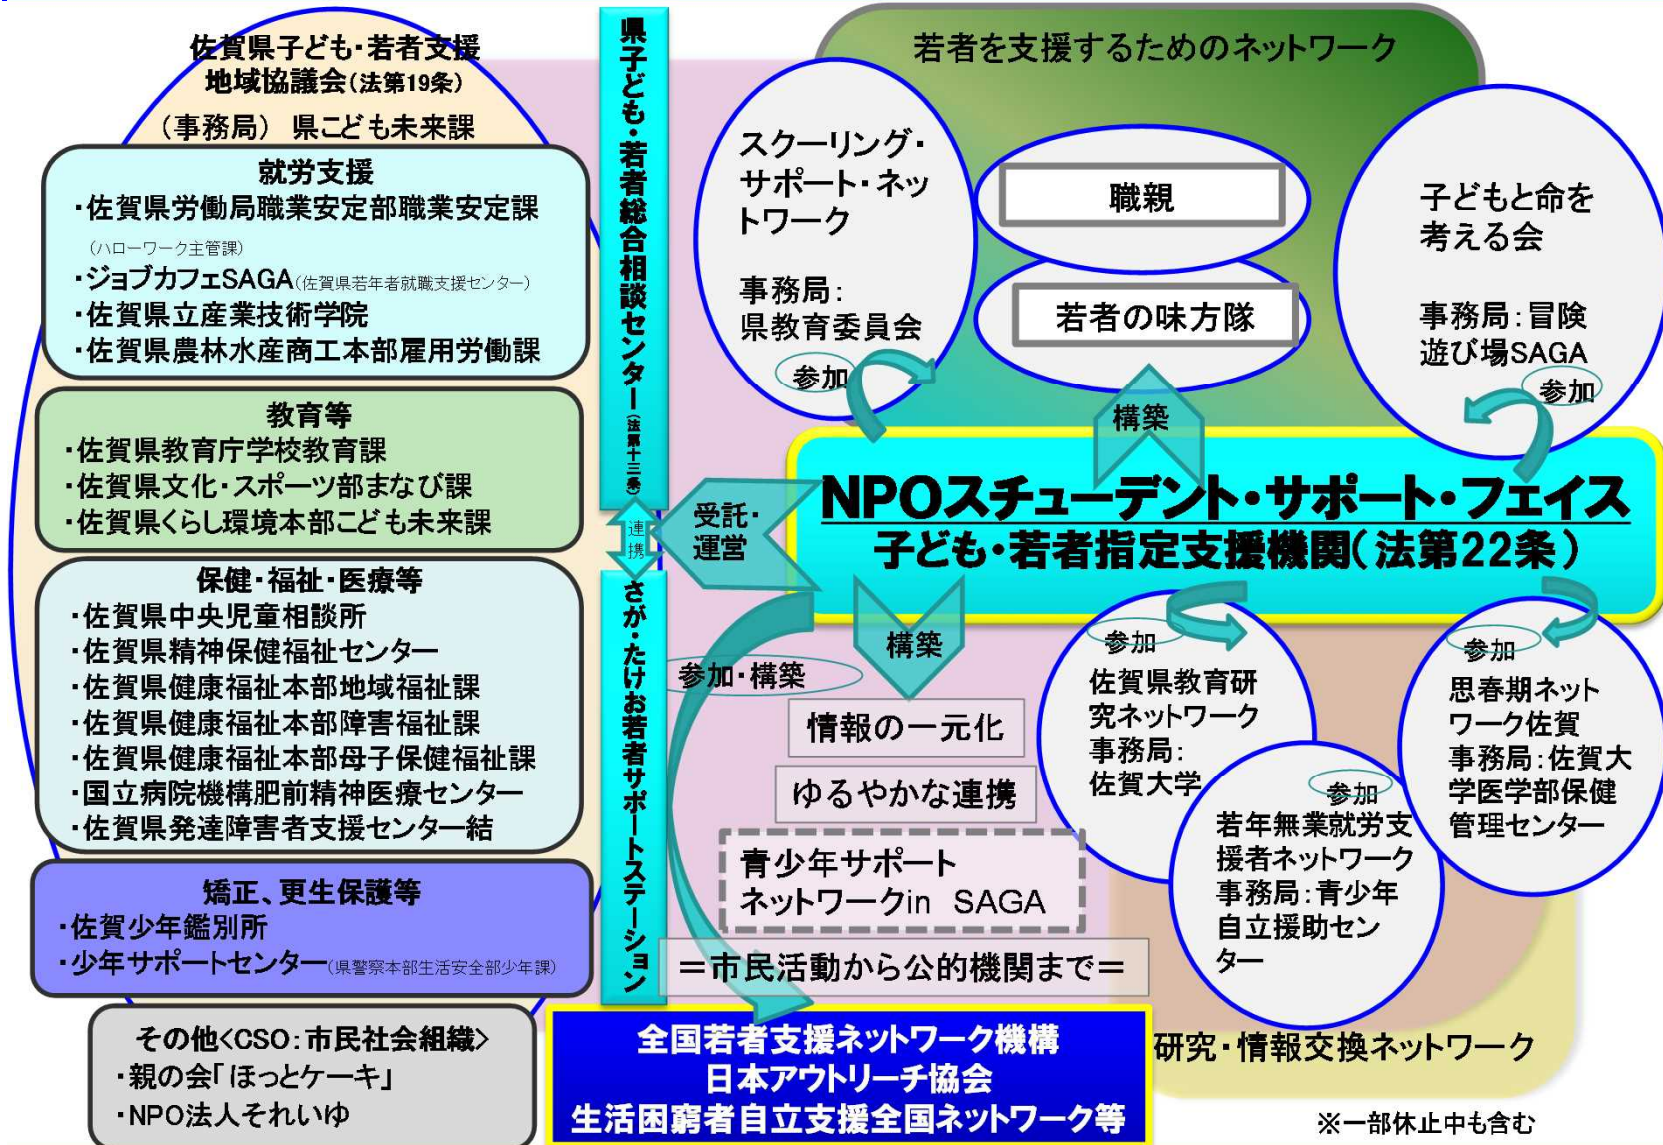 佐賀県子ども・若者支援
地域協議会(法第19条)
(事務局) 県こども未来課
就労支援
・佐賀県労働局職業安定部職業安定課
(ハローワーク主管課)
・ジョブカフェSAGA(佐賀県若年者就職支援センター)
・佐賀県立産業技術学院
・佐賀県農林水産商工本部雇用労働課
教育等
・佐賀県教育庁学校教育課
・佐賀県文化・スポーツ部まなび課
・佐賀県くらし環境本部こども未来課
保健・福祉・医療等
・佐賀県中央児童相談所
・佐賀県精神保健福祉センター
・佐賀県健康福祉本部地域福祉課
・佐賀県健康福祉本部障害福祉課
・佐賀県健康福祉本部母子保健福祉課
・国立病院機構肥前精神医療センター
・佐賀県発達障害者支援センター結
矯正、更生保護等
・佐賀少年鑑別所
・少年サポートセンター(県警察本部生活安全部少年課)
その他<CSO:市民社会組織>
・親の会「ほっとケーキ」
・NPO法人それいゆ
県子ども・若者総合相談センター(法第十三条)
連携
さが・たけお若者サポートステーション
受託・
運営
若者を支援するためのネットワーク
スクーリング・
サポート・ネッ
トワーク
事務局:
県教育委員会
参加
職親
若者の味方隊
構築
子どもと命を
考える会
事務局:冒険
遊び場SAGA
参加
NPOスチューデント・サポート・フェイス
子ども・若者指定支援機関(法第22条)
構築
参加・構築
情報の一元化
ゆるやかな連携
青少年サポート
ネットワークin SAGA
=市民活動から公的機関まで=
参加
佐賀県教育研
究ネットワーク
事務局:
佐賀大学
参加
若年無業就労支
援者ネットワーク
事務局:青少年
自立援助セン
ター
参加
思春期ネット
ワーク佐賀
事務局:佐賀大
学医学部保健
管理センター
研究・情報交換ネットワーク
全国若者支援ネットワーク機構
日本アウトリーチ協会
生活困窮者自立支援全国ネットワーク等
※一部休止中も含む